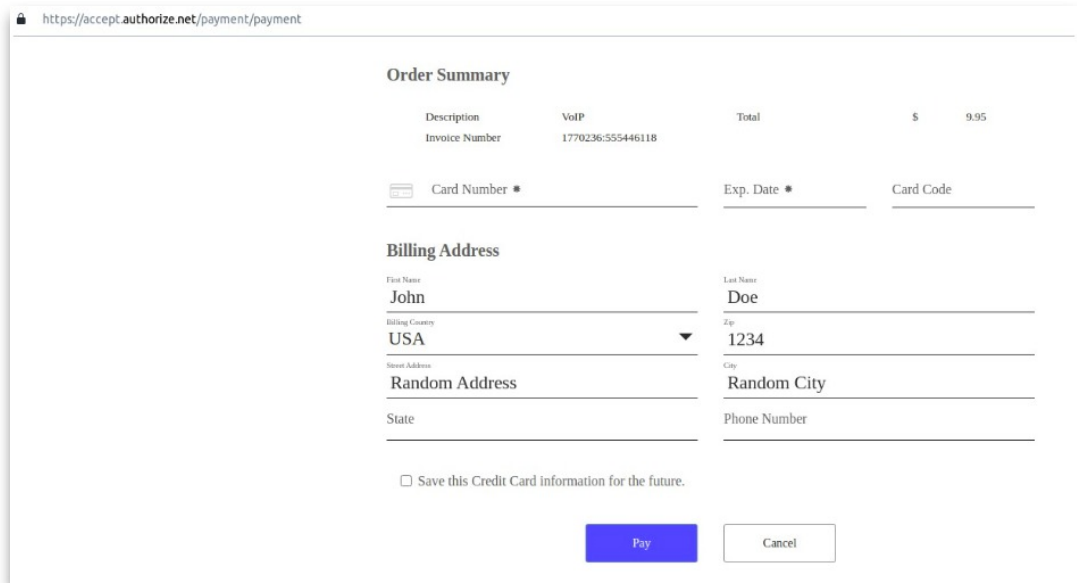 https://accept.authorize.net/payment/payment
Order Summary
Description VoIP Total $ 9.95
Invoice Number 1770236:555446118
Card Number * Exp. Date * Card Code
Billing Address
First Name Last Name
John Doe
Billing Country Zip
USA 1234
Street Address City
Random Address Random City
State Phone Number
Save this Credit Card information for the future.
Pay Cancel